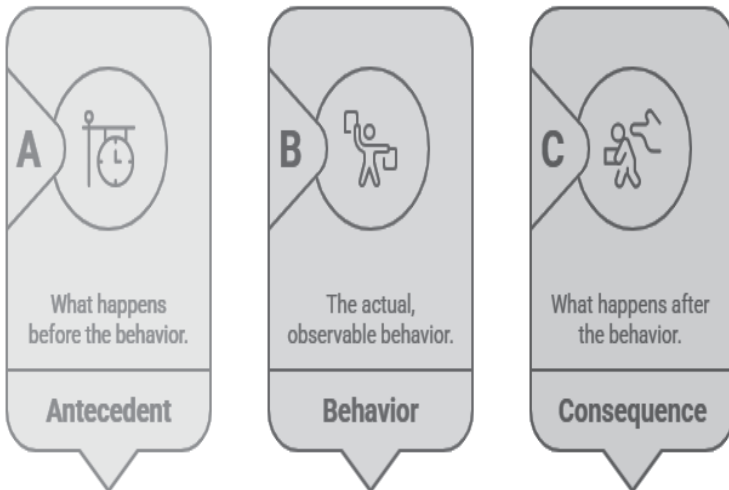 A
What happens
before the behavior.
Antecedent
B
The actual,
observable behavior.
Behavior
C
What happens after
the behavior.
Consequence